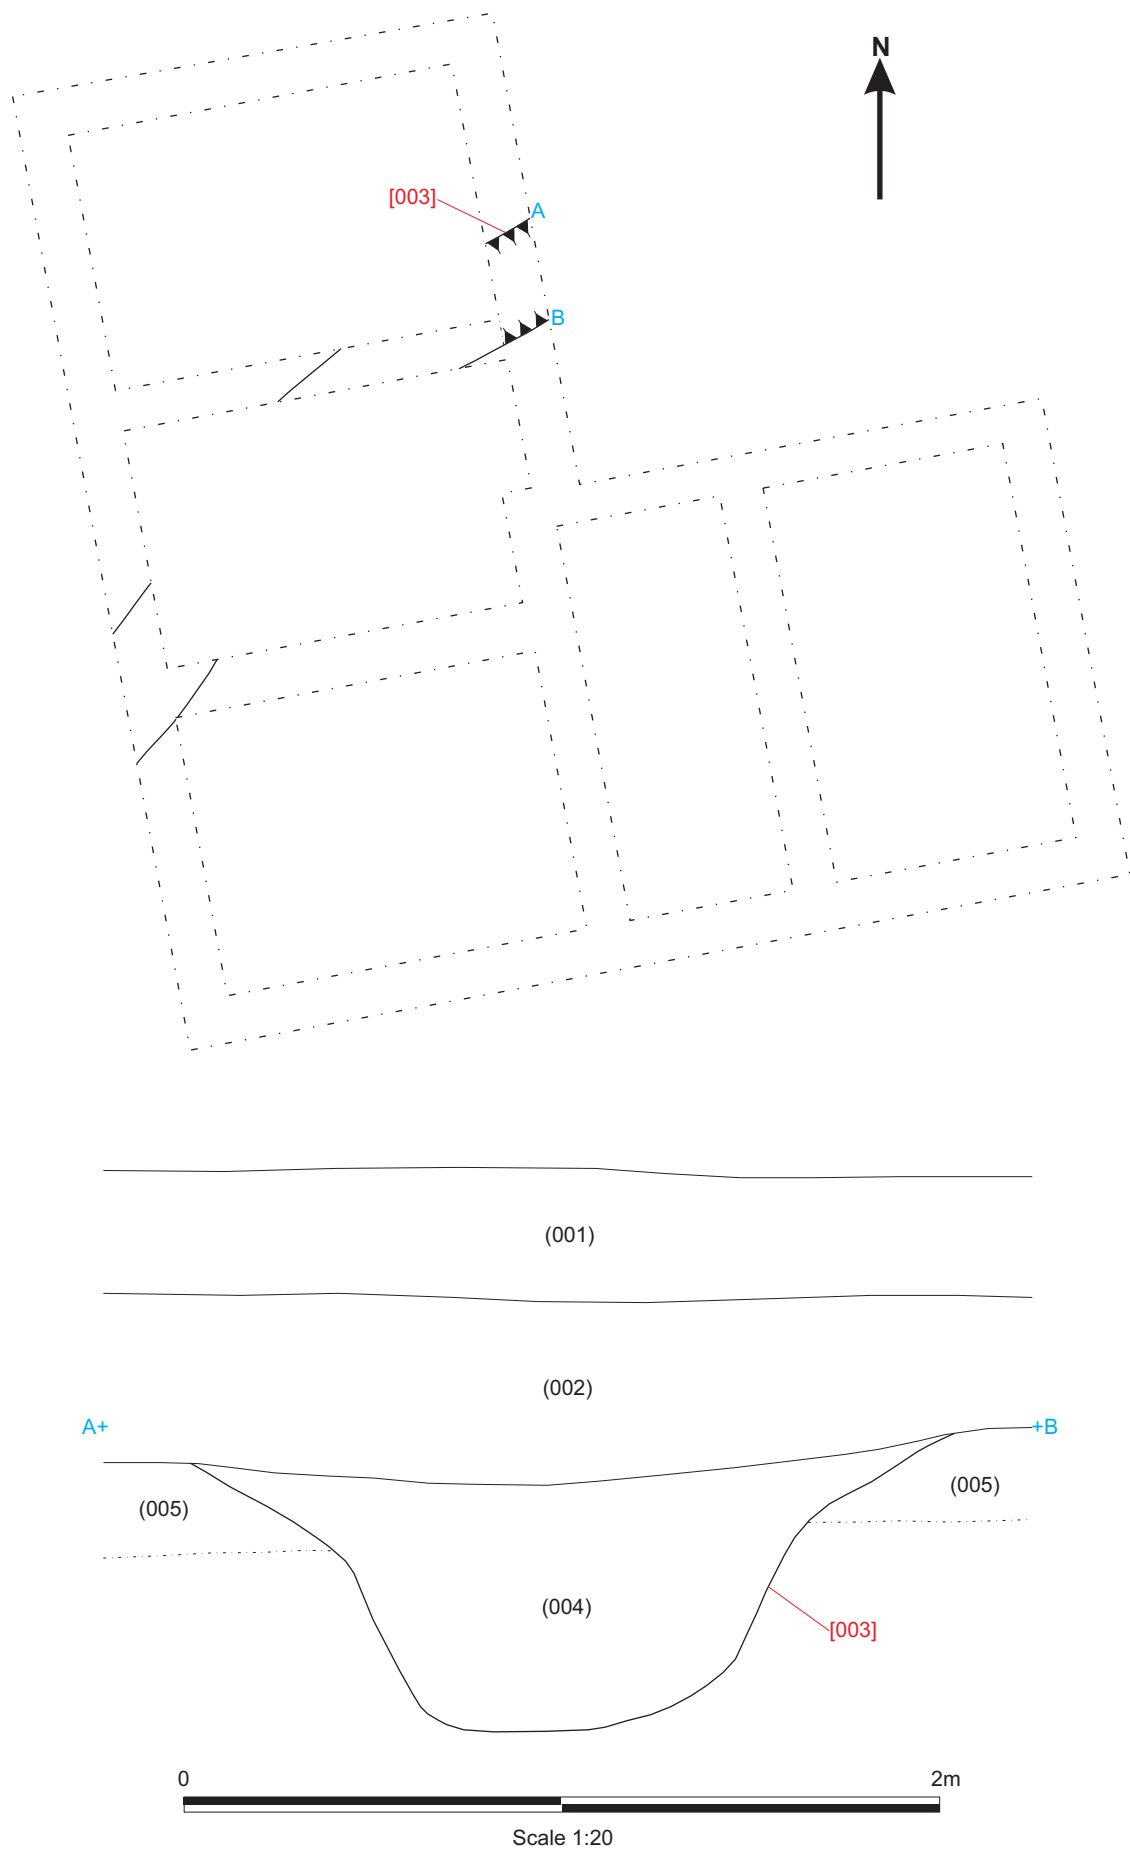 N
[003]
A
B
(001)
(002)
A+
+B
(005)
(005)
(004)
[003]
0
2m
Scale 1:20